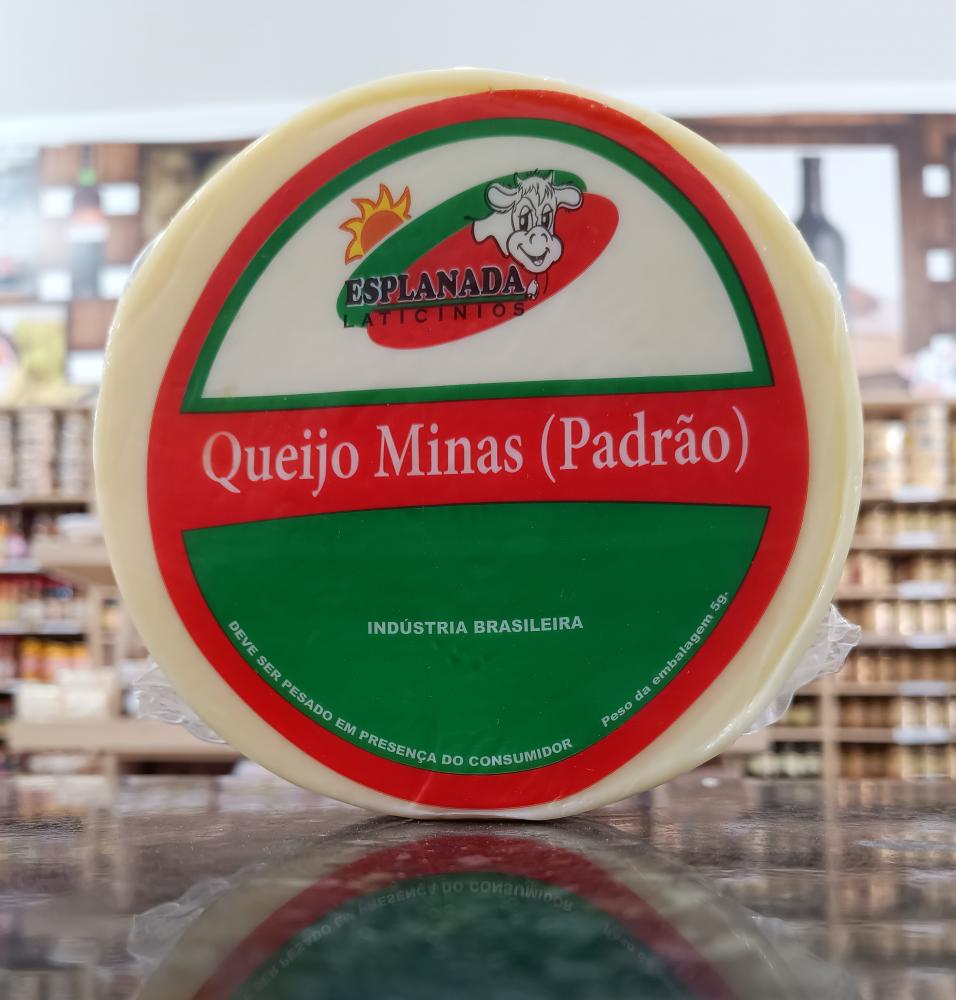 ESPLANADA
LATICÍNIOS
Queijo Minas (Padrão)
INDÚSTRIA BRASILEIRA
DEVE SER PESADO EM PRESENÇA DO CONSUMIDOR
Peso da embalagem 5g.